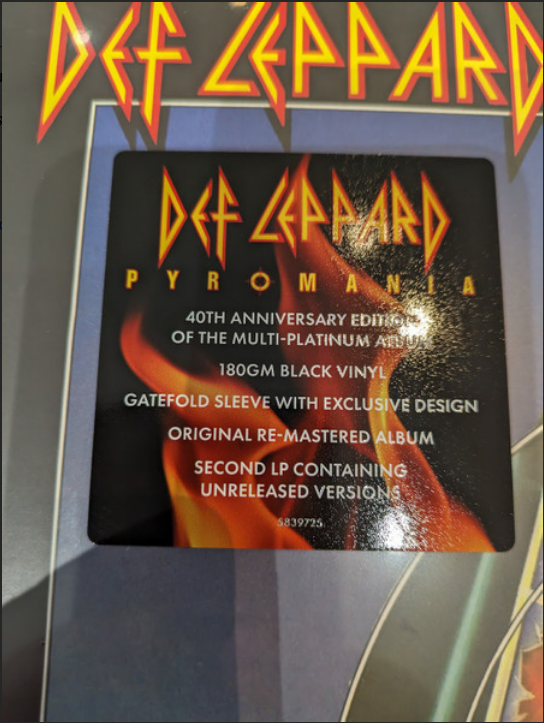 DEF LEPPARD
DEF LEPPARD
PYROMANIA
40TH ANNIVERSARY EDITION
OF THE MULTI-PLATINUM ALBUM
180GM BLACK VINYL
GATEFOLD SLEEVE WITH EXCLUSIVE DESIGN
ORIGINAL RE-MASTERED ALBUM
SECOND LP CONTAINING
UNRELEASED VERSIONS
5839725